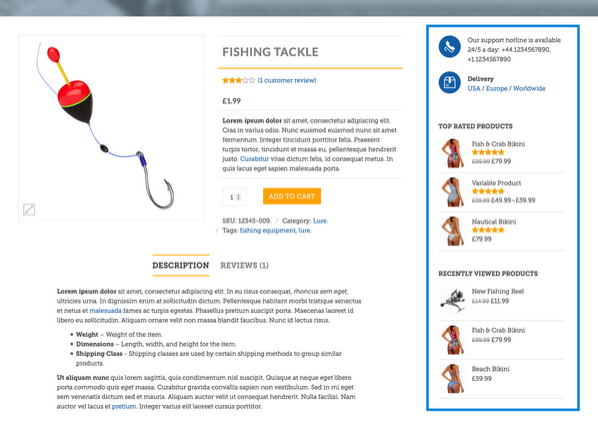 FISHING TACKLE
(1 customer review)
£1.99
Lorem ipsum dolor sit amet, consectetur adipiscing elit.
Cras in varius odio. Nunc euismod euismod nunc sit amet
fermentum. Integer tincidunt porttitor felis. Praesent
turpis tortor, tincidunt et massa eu, pellentesque hendrerit
justo. Curabitur vitae dictum felis, id consequat metus. In
quis lacus eget sapien malesuada porta.
1
ADD TO CART
SKU: 12345-009. / Category: Lure.
/ Tags: fishing equipment, lure.
DESCRIPTION REVIEWS (1)
Lorem ipsum dolor sit amet, consectetur adipiscing elit. In eu risus consequat, rhoncus sem eget,
ultricies urna. In dignissim enim at sollicitudin dictum. Pellentesque habitant morbi tristique senectus
et netus et malesuada fames ac turpis egestas. Phasellus pretium suscipit porta. Maecenas laoreet id
libero eu sollicitudin. Aliquam ornare velit non massa blandit faucibus. Nunc id lectus risus.
• Weight – Weight of the item.
• Dimensions – Length, width, and height for the item.
• Shipping Class - Shipping classes are used by certain shipping methods to group similar
products.
Ut aliquam nunc quis lorem sagittis, quis condimentum nisl suscipit. Quisque at neque eget libero
porta commodo quis eget massa. Curabitur gravida convallis sapien non vestibulum. Sed in mi eget
sem venenatis dictum sed et mauris. Aliquam auctor velit ut consequat hendrerit. Nulla facilisi. Nam
auctor vel lacus et pretium. Integer varius elit laoreet cursus porttitor.
Our support hotline is available
24/5 a day: +44.1234567890,
+1.1234567890
Delivery
USA / Europe / Worldwide
TOP RATED PRODUCTS
Fish & Crab Bikini
£99.99 £79.99
Variable Product
£59.99 £49.99–£59.99
Nautical Bikini
£79.99
RECENTLY VIEWED PRODUCTS
New Fishing Reel
£14.99 £11.99
Fish & Crab Bikini
£99.99 £79.99
Beach Bikini
£59.99